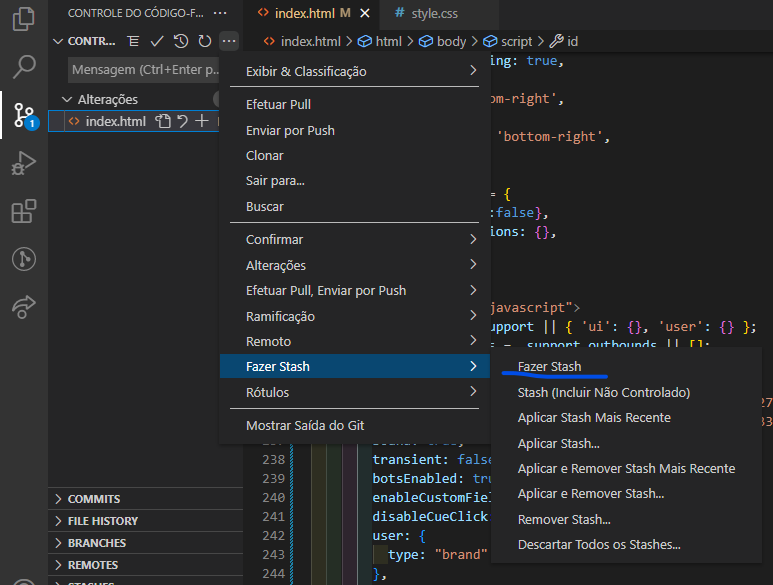 CONTROLE DO CÓDIGO-F... ···
CONTR... ···
Mensagem (Ctrl+Enter p...
Alterações
index.html
1
COMMITS
FILE HISTORY
BRANCHES
REMOTES
index.html M
# style.css
index.html > html > body > script > id
ing: true,
om-right',
'bottom-right',
= {
:false},
ions: {},
javascript">
upport || { 'ui': {}, 'user': {} };
= _support.outbounds || [];
238 transient: false
239 botsEnabled: tru
240 enableCustomFiel
241 disableCueClick
242 user: {
243 type: "brand"
244 },
Exibir & Classificação
Efetuar Pull
Enviar por Push
Clonar
Sair para...
Buscar
Confirmar
Alterações
Efetuar Pull, Enviar por Push
Ramificação
Remoto
Fazer Stash
Rótulos
Mostrar Saída do Git
Fazer Stash
Stash (Incluir Não Controlado)
Aplicar Stash Mais Recente
Aplicar Stash...
Aplicar e Remover Stash Mais Recente
Aplicar e Remover Stash...
Remover Stash...
Descartar Todos os Stashes...